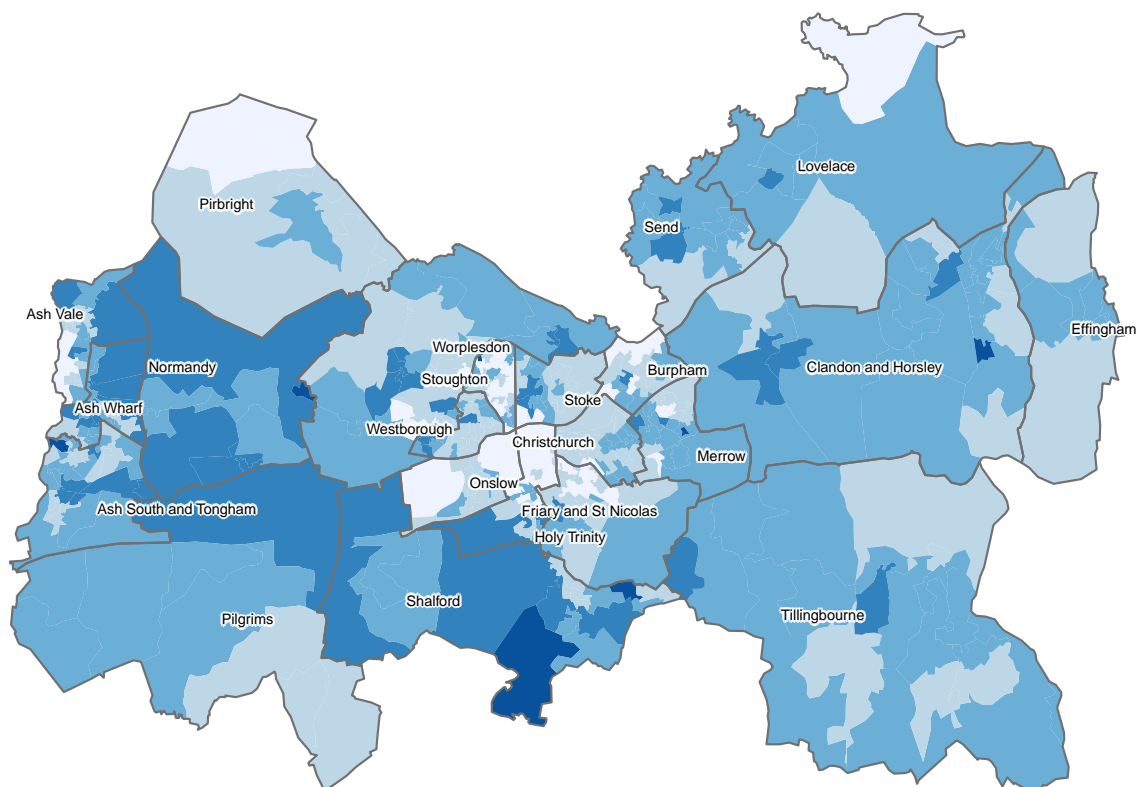 Lovelace
Pirbright
Send
Ash Vale
Effingham
Worplesdon
Normandy
Clandon and Horsley
Burpham
Stoughton
Stoke
Ash Wharf
Westborough
Christchurch
Merrow
Onslow
Ash South and Tongham
Friary and St Nicolas
Holy Trinity
Shalford
Tillingbourne
Pilgrims